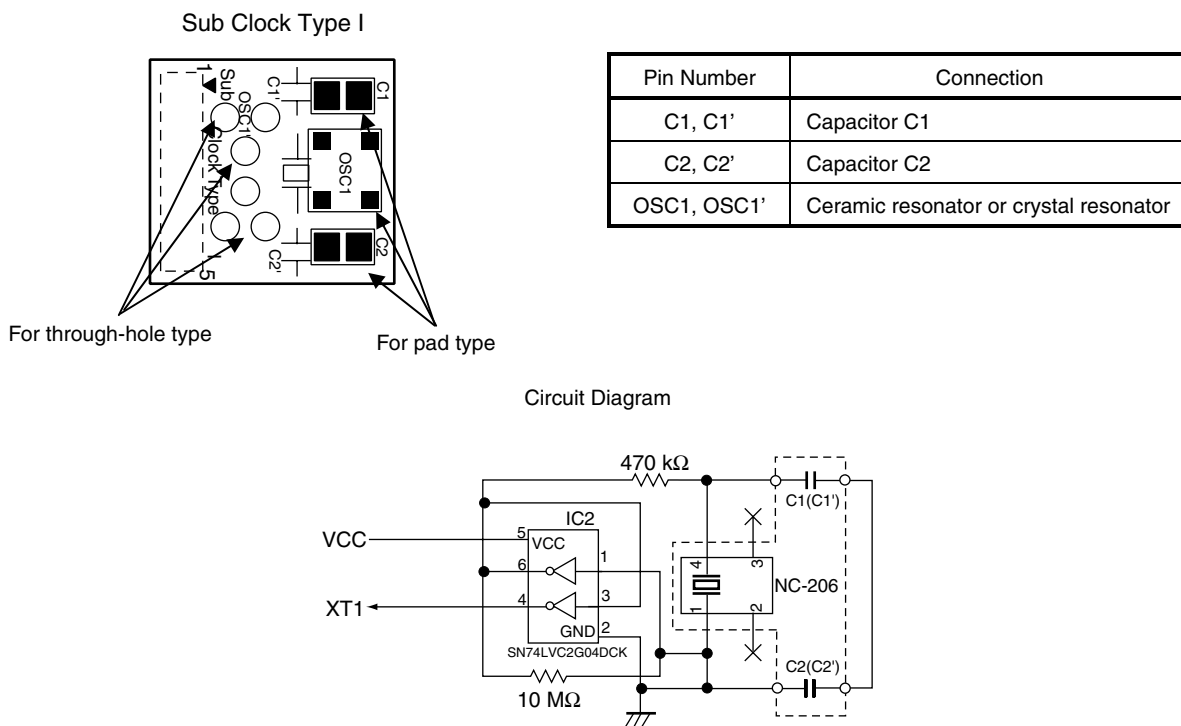 Sub Clock Type I
1
Sub
Clock Type I
5
OSC1'
C1'
C1
OSC1
C2
C2'
For through-hole type
For pad type
Pin Number Connection
C1, C1’ Capacitor C1
C2, C2’ Capacitor C2
OSC1, OSC1’ Ceramic resonator or crystal resonator
Circuit Diagram
470 kΩ
C1(C1')
IC2
VCC
5
VCC
1
6
3
XT1
4
GND 2
SN74LVC2G04DCK
4
3
NC-206
1
2
C2(C2')
10 MΩ